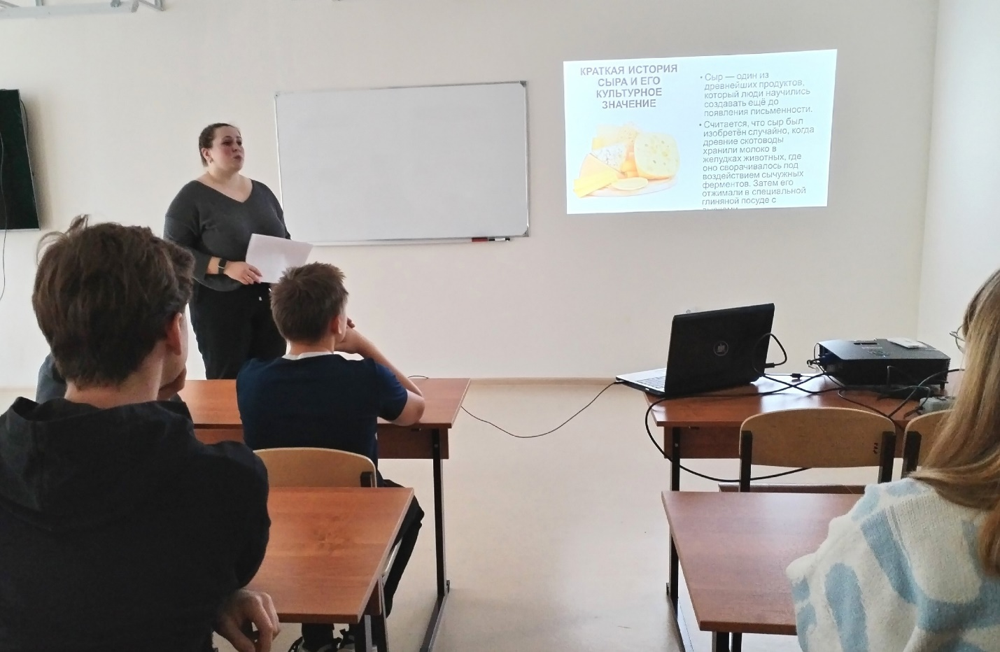 КРАТКАЯ ИСТОРИЯ
СЫРА И ЕГО
КУЛЬТУРНОЕ
ЗНАЧЕНИЕ
• Сыр — один из
древнейших продуктов,
который люди научились
создавать ещё до
появления письменности.
• Считается, что сыр был
изобретён случайно, когда
древние скотоводы
хранили молоко в
желудках животных, где
оно сворачивалось под
воздействием сычужных
ферментов. Затем его
отжимали в специальной
глиняной посуде с